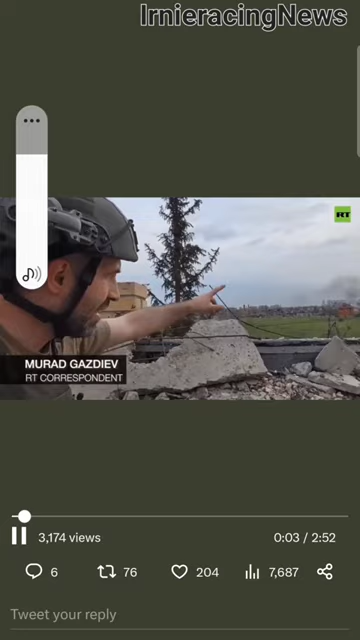 IrnieracingNews
RT
MURAD GAZDIEV
RT CORRESPONDENT
3,174 views
0:03 / 2:52
6
76
204
7,687
Tweet your reply